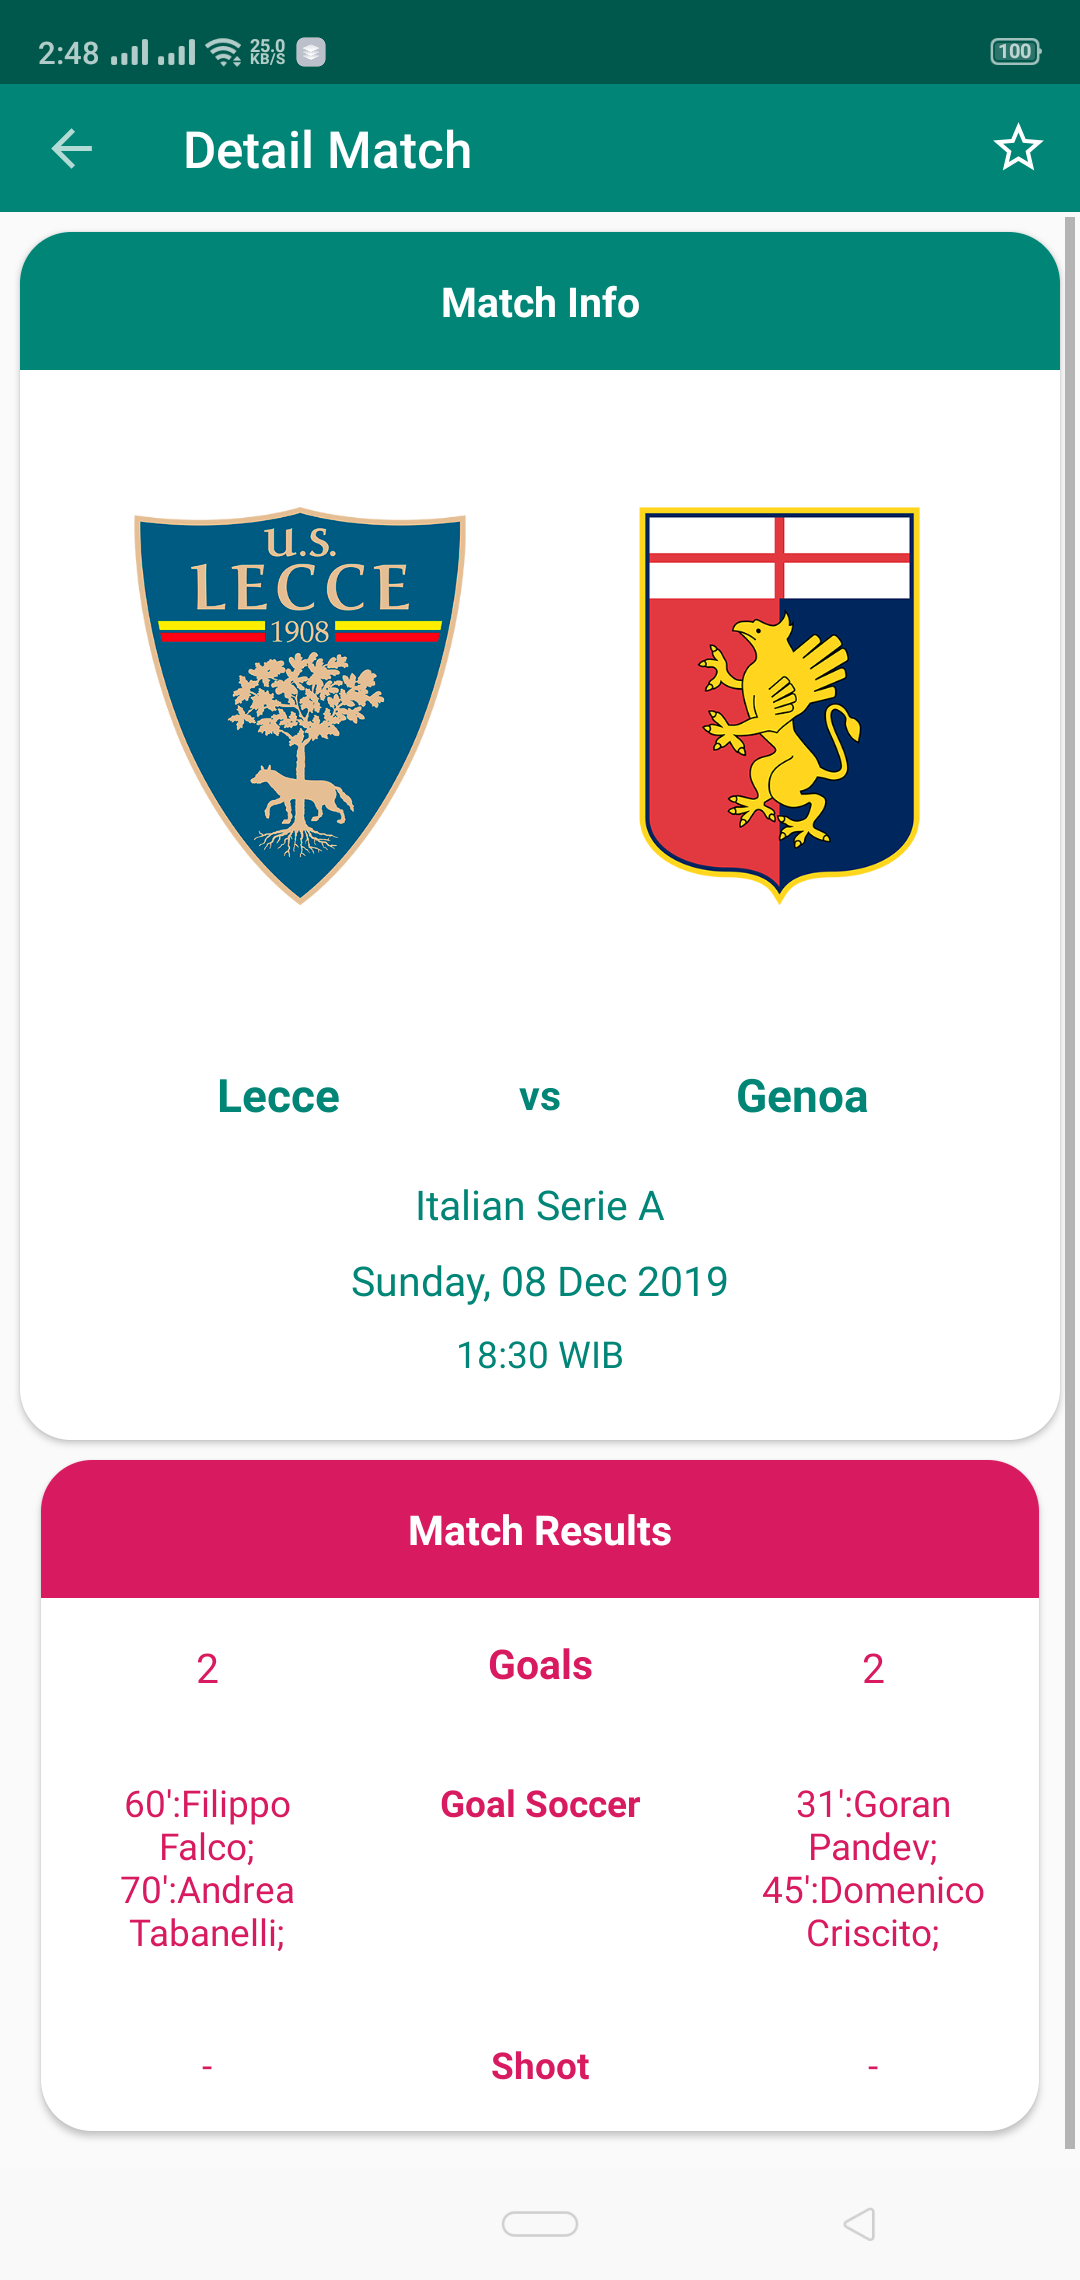 2:48 25.0 KB/S 100
Detail Match
Match Info
u.s.
LECCE
1908
Lecce vs Genoa
Italian Serie A
Sunday, 08 Dec 2019
18:30 WIB
Match Results
2 Goals 2
60':Filippo Goal Soccer 31':Goran
Falco; Pandev;
70':Andrea 45':Domenico
Tabanelli; Criscito;
- Shoot -